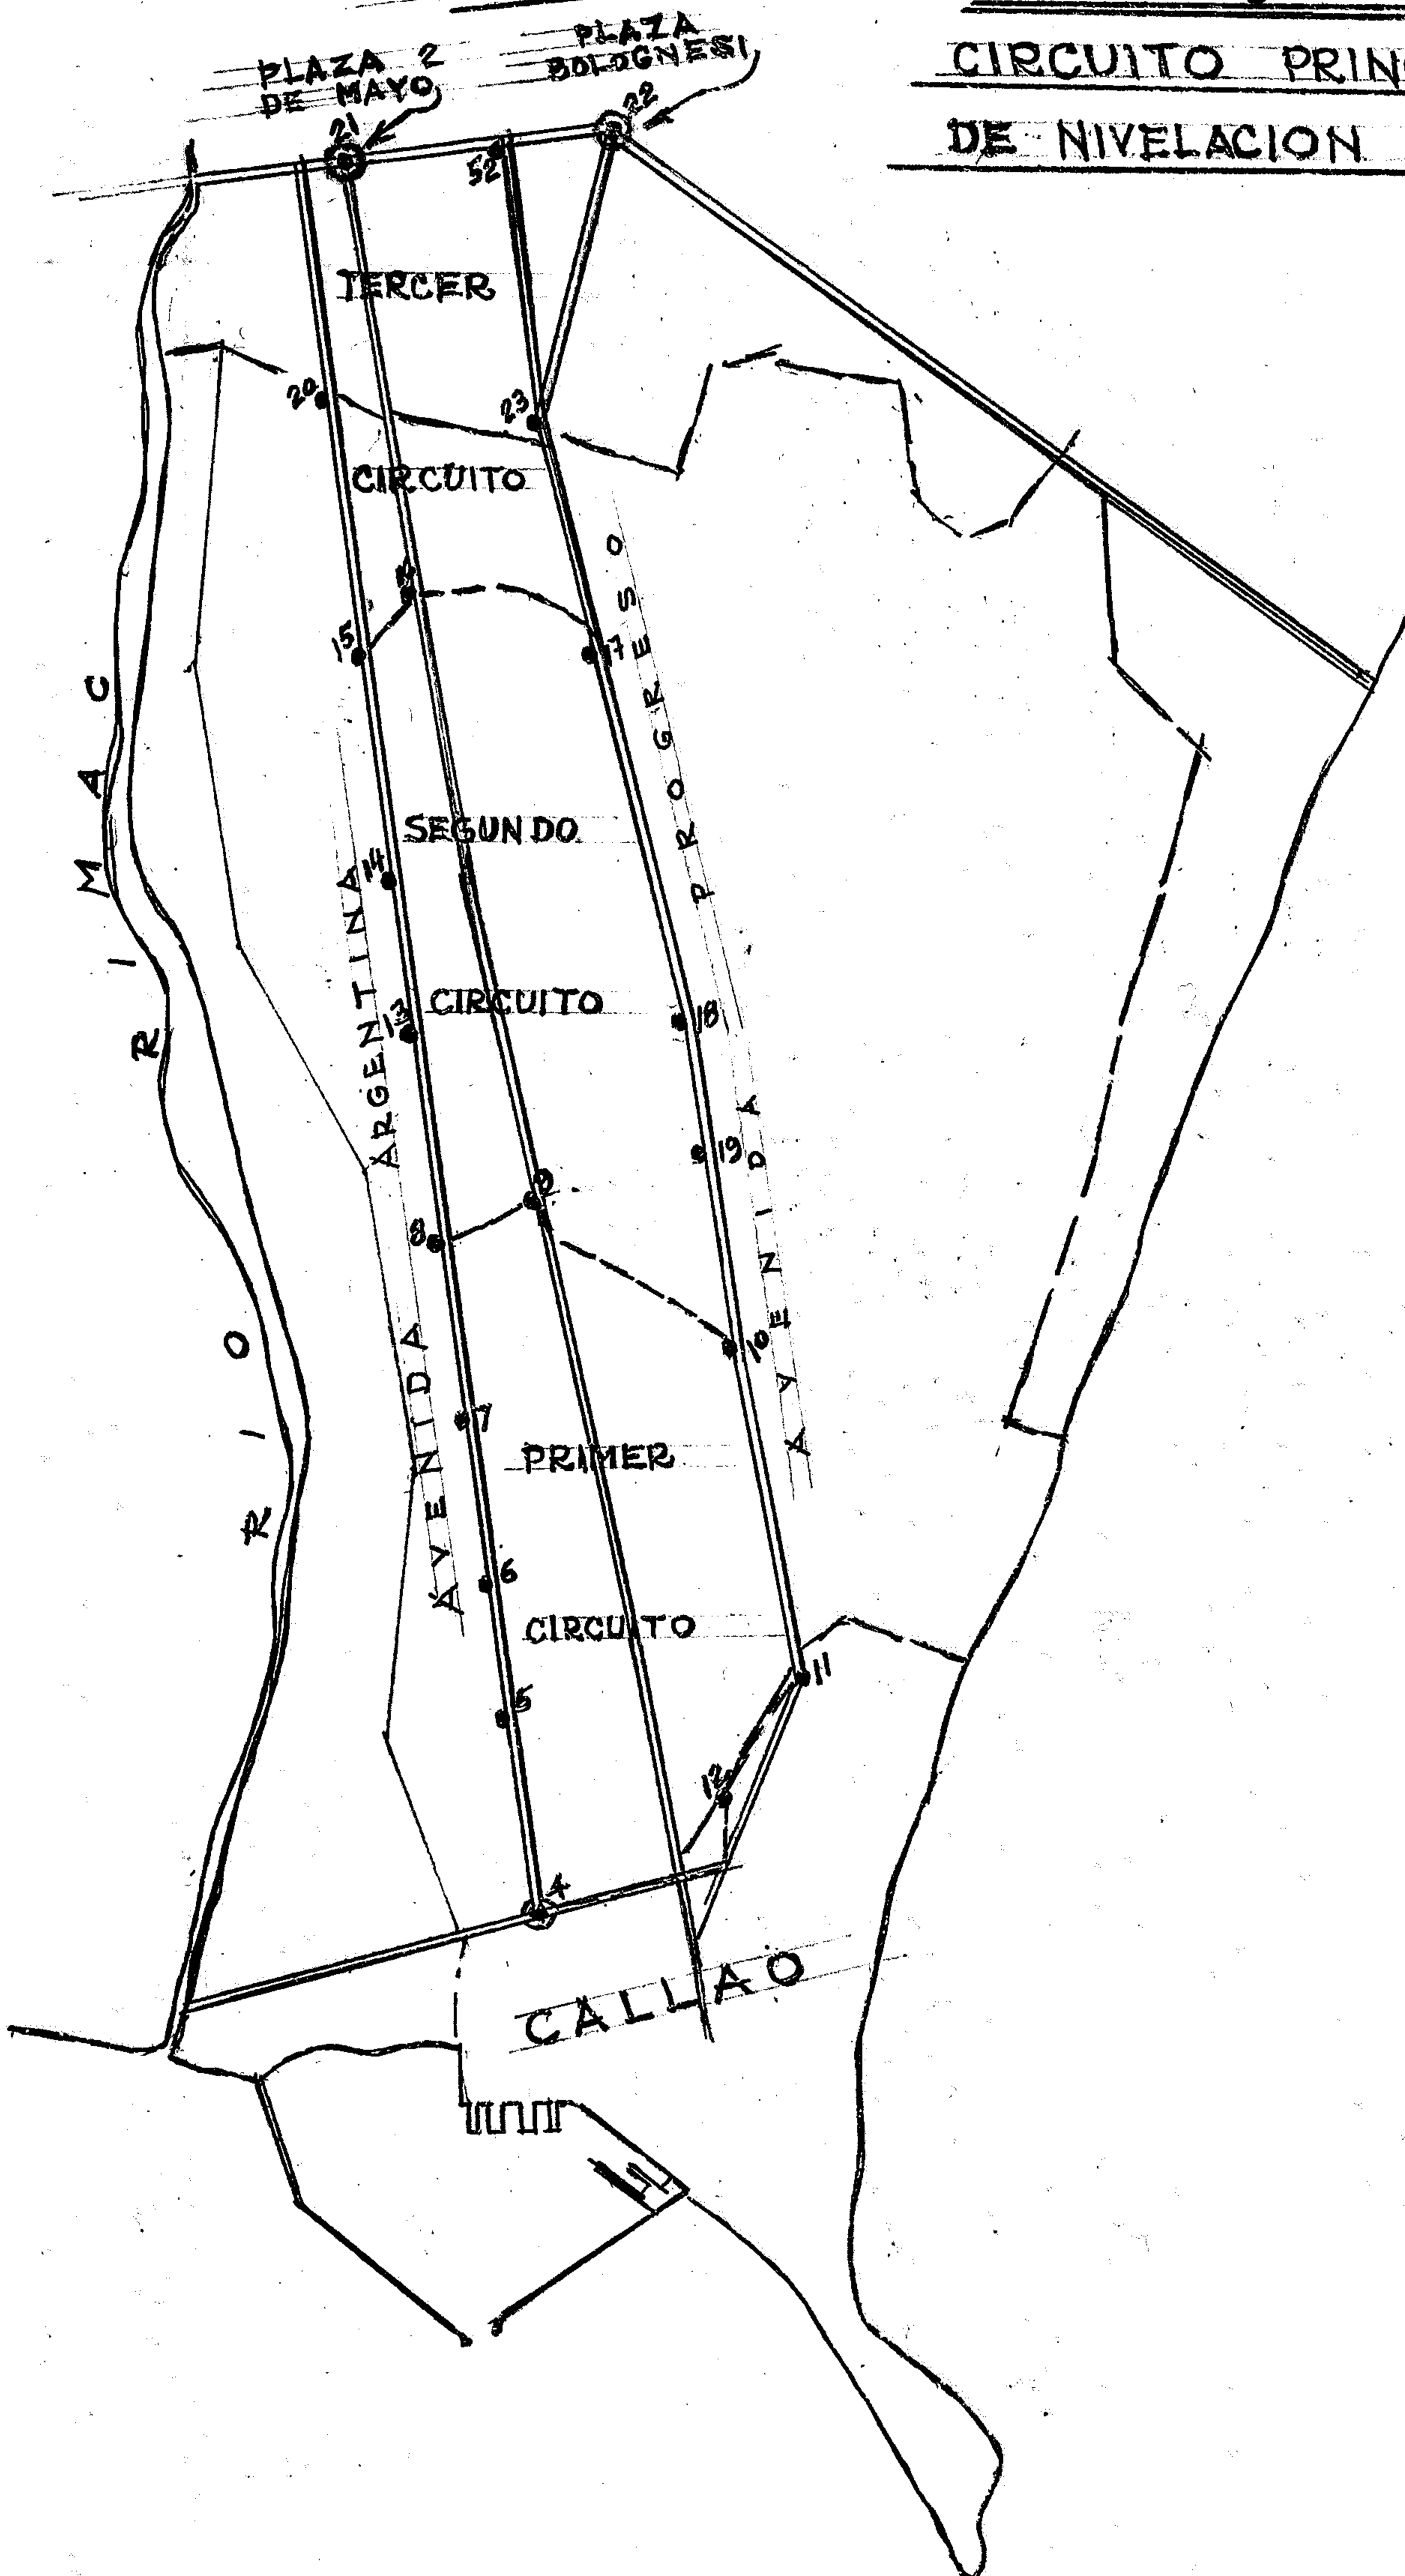 CIRCUITO PRIN
DE NIVELACION
PLAZA 2
DE MAYO
PLAZA
BOLOGNESI
21
22
52
TERCER
20
23
CIRCUITO
15
17
SEGUNDO
14
CIRCUITO
13
18
19
9
8
10
7
PRIMER
6
CIRCUITO
5
11
12
4
CALLAO
RIO RIMAC
AVENIDA ARGENTINA
AVENIDA PROGRESO